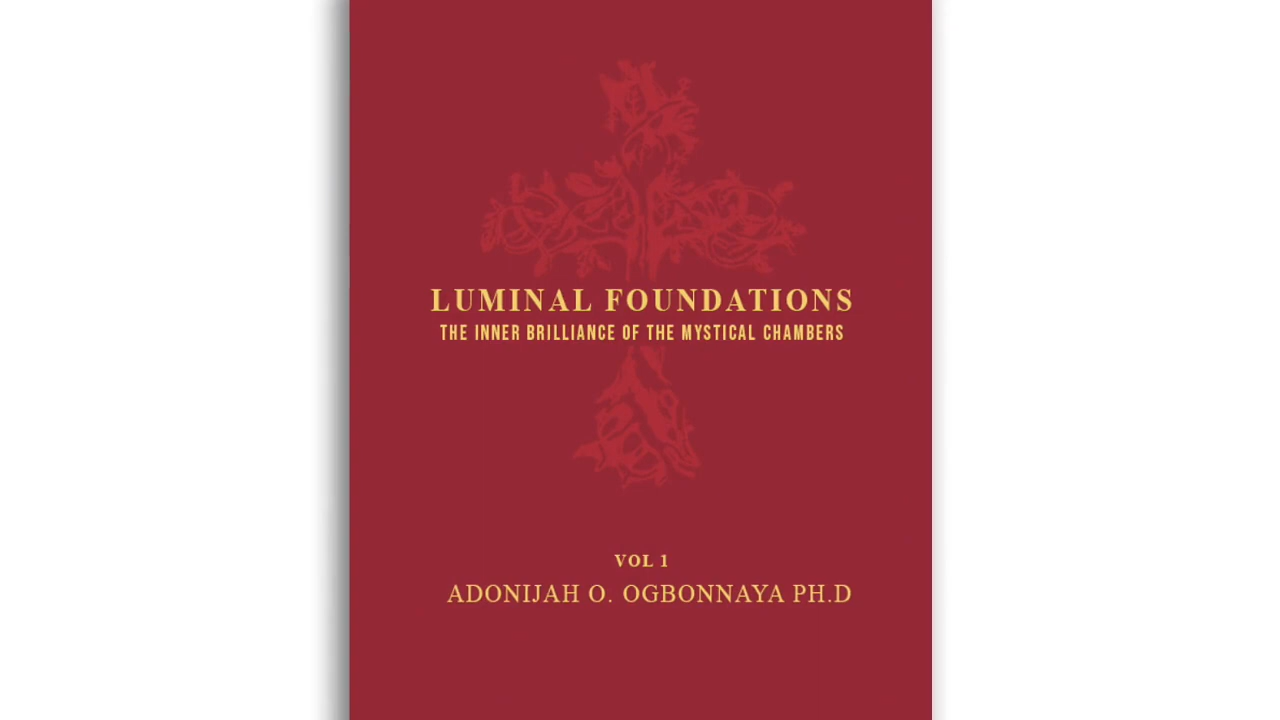 LUMINAL FOUNDATIONS
THE INNER BRILLIANCE OF THE MYSTICAL CHAMBERS
VOL 1
ADONIJAH O. OGBONNAYA PH.D